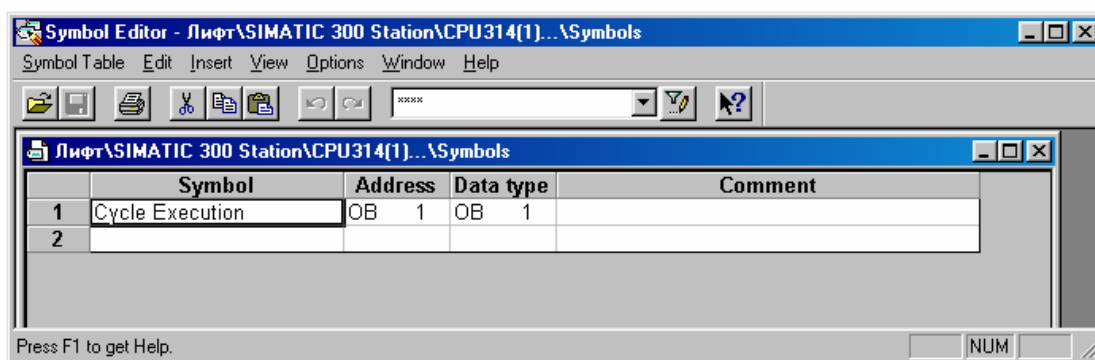 Symbol Editor - Лифт\SIMATIC 300 Station\CPU314(1)...\Symbols
Symbol Table Edit Insert View Options Window Help
xxxx
Лифт\SIMATIC 300 Station\CPU314(1)...\Symbols
Symbol Address Data type Comment
1 Cycle Execution OB 1 OB 1
2
Press F1 to get Help. NUM